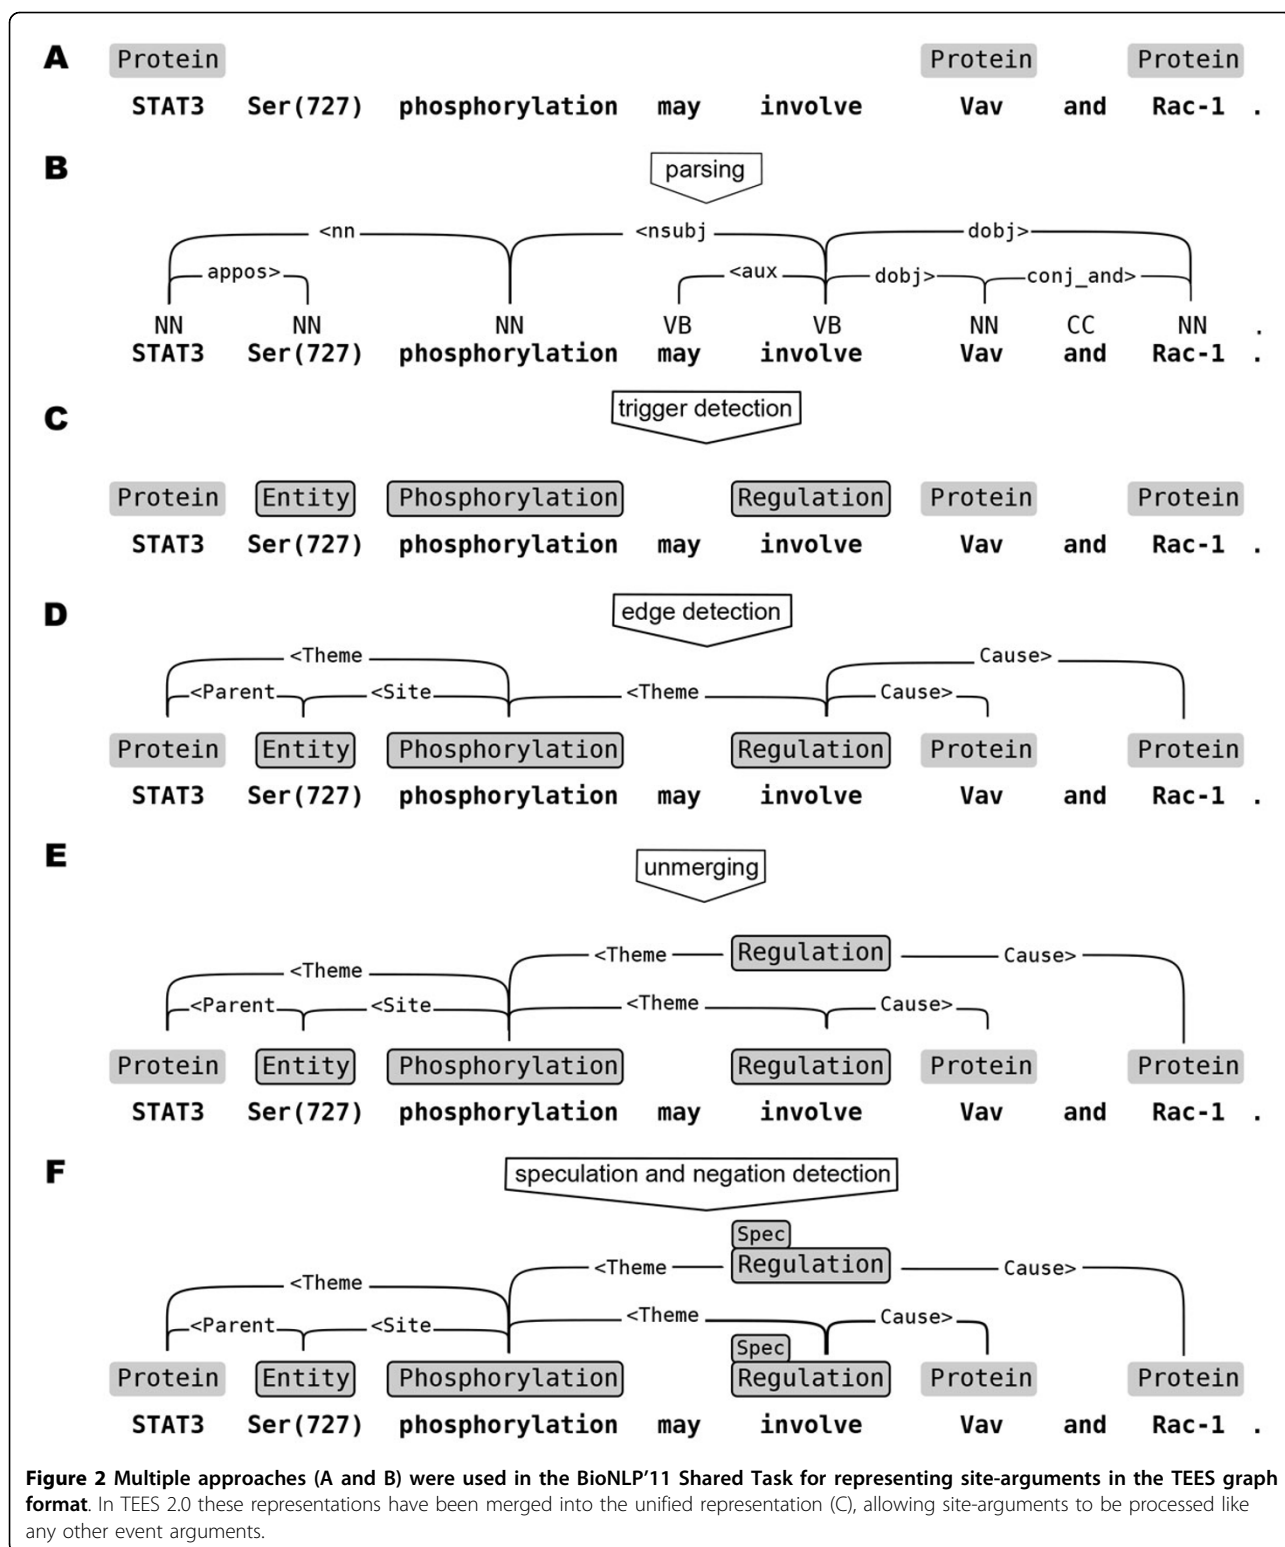 A Protein Protein Protein
STAT3 Ser(727) phosphorylation may involve Vav and Rac-1 .
B parsing
<nn <nsubj dobj>
appos> <aux dobj> conj_and>
NN NN NN VB VB NN CC NN .
STAT3 Ser(727) phosphorylation may involve Vav and Rac-1 .
C trigger detection
Protein Entity Phosphorylation Regulation Protein Protein
STAT3 Ser(727) phosphorylation may involve Vav and Rac-1 .
D edge detection
<Theme Cause>
<Parent <Site <Theme Cause>
Protein Entity Phosphorylation Regulation Protein Protein
STAT3 Ser(727) phosphorylation may involve Vav and Rac-1 .
E unmerging
<Theme Regulation Cause>
<Theme
<Parent <Site <Theme Cause>
Protein Entity Phosphorylation Regulation Protein Protein
STAT3 Ser(727) phosphorylation may involve Vav and Rac-1 .
F speculation and negation detection
Spec
<Theme Regulation Cause>
<Theme
<Parent <Site <Theme Cause>
Spec
Protein Entity Phosphorylation Regulation Protein Protein
STAT3 Ser(727) phosphorylation may involve Vav and Rac-1 .
Figure 2 Multiple approaches (A and B) were used in the BioNLP'11 Shared Task for representing site-arguments in the TEES graph
format. In TEES 2.0 these representations have been merged into the unified representation (C), allowing site-arguments to be processed like
any other event arguments.